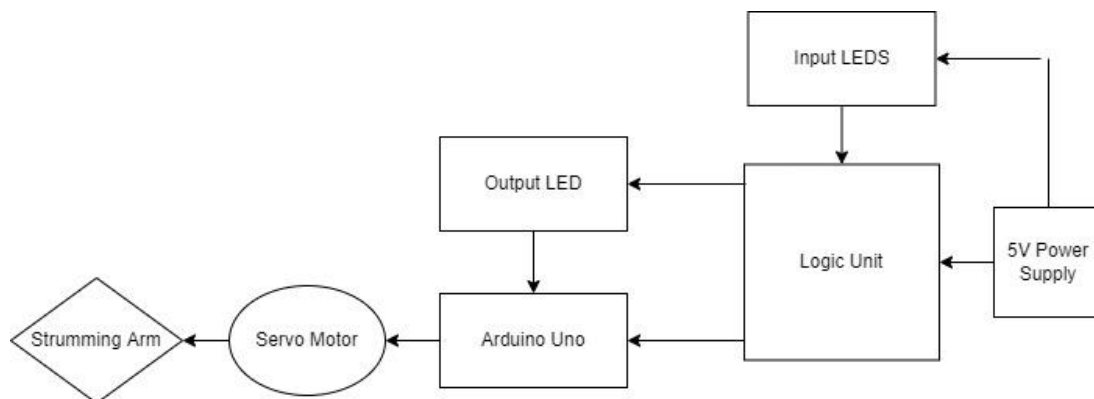 Input LEDS
Output LED
Logic Unit
5V Power
Supply
Strumming Arm
Servo Motor
Arduino Uno